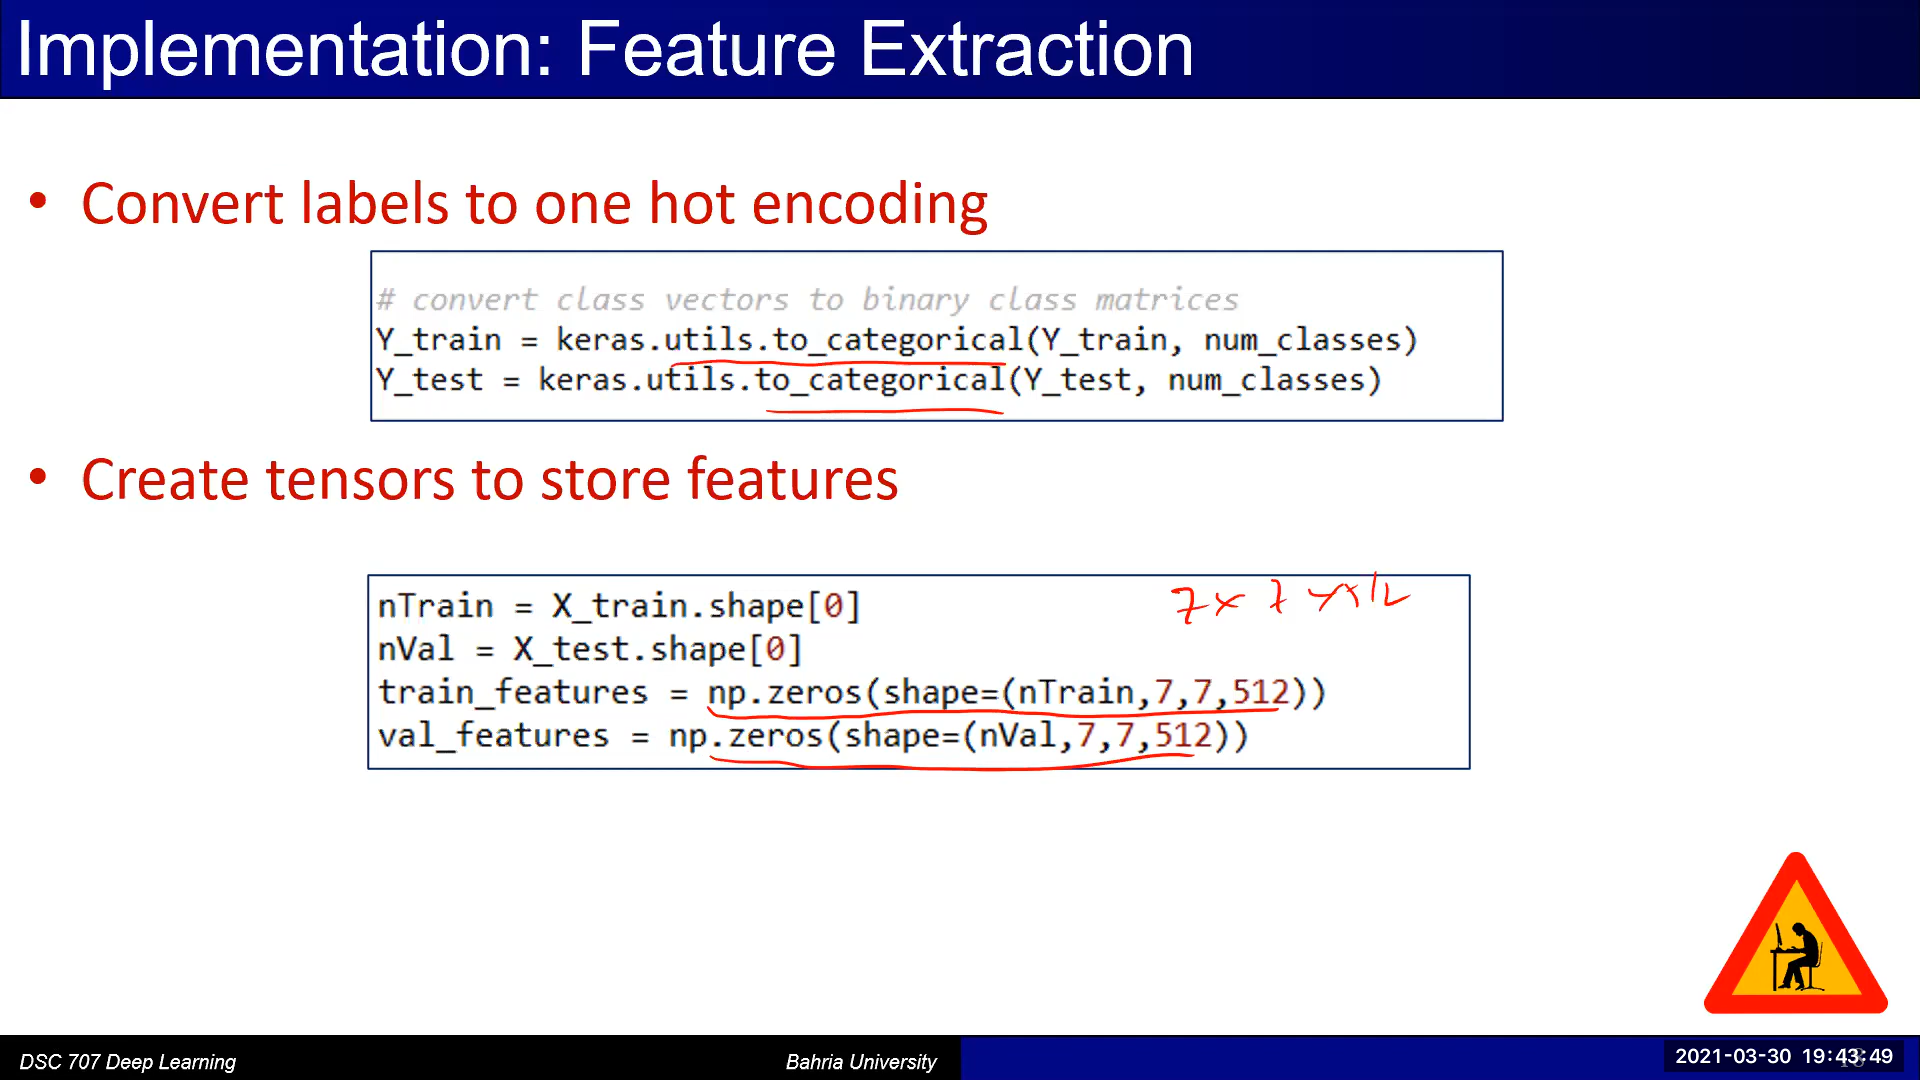 Implementation: Feature Extraction
• Convert labels to one hot encoding
# convert class vectors to binary class matrices
Y_train = keras.utils.to_categorical(Y_train, num_classes)
Y_test = keras.utils.to_categorical(Y_test, num_classes)
• Create tensors to store features
7x7
nTrain = X_train.shape[0]
nVal = X_test.shape[0]
train_features = np.zeros(shape=(nTrain,7,7,512))
val_features = np.zeros(shape=(nVal,7,7,512))
DSC 707 Deep Learning
Bahria University
2021-03-30 19:43:49